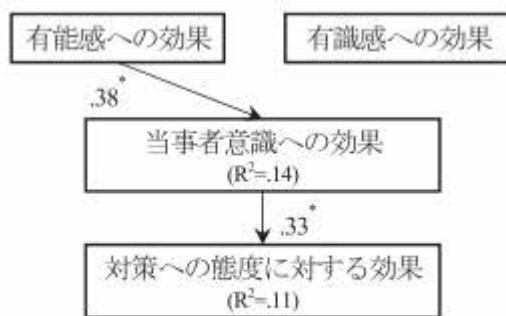 有能感への効果
有識感への効果
.38*
当事者意識への効果
(R²=.14)
.33*
対策への態度に対する効果
(R²=.11)